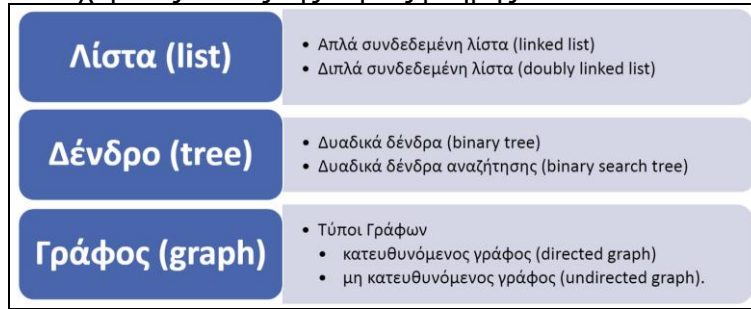 Λίστα (list)
• Απλά συνδεδεμένη λίστα (linked list)
• Διπλά συνδεδεμένη λίστα (doubly linked list)
Δένδρο (tree)
• Δυαδικά δένδρα (binary tree)
• Δυαδικά δένδρα αναζήτησης (binary search tree)
Γράφος (graph)
• Τύποι Γράφων
• κατευθυνόμενος γράφος (directed graph)
• μη κατευθυνόμενος γράφος (undirected graph).